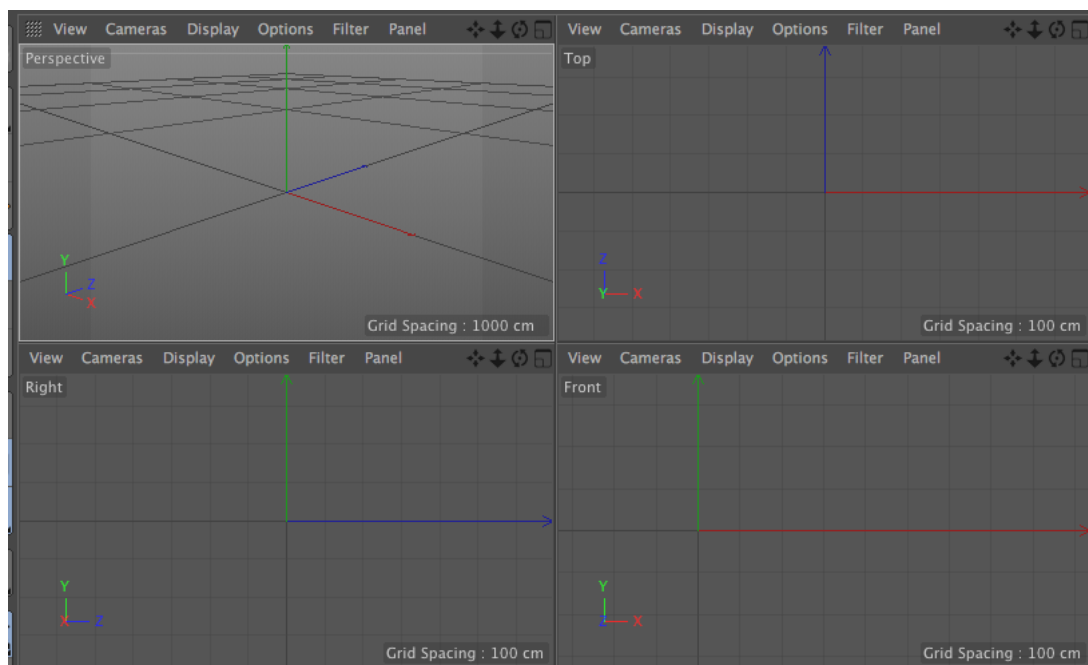 View Cameras Display Options Filter Panel
Perspective
Y
Z
X
Grid Spacing : 1000 cm
View Cameras Display Options Filter Panel
Top
Z
Y X
Grid Spacing : 100 cm
View Cameras Display Options Filter Panel
Right
Y
X Z
Grid Spacing : 100 cm
View Cameras Display Options Filter Panel
Front
Y
Z X
Grid Spacing : 100 cm